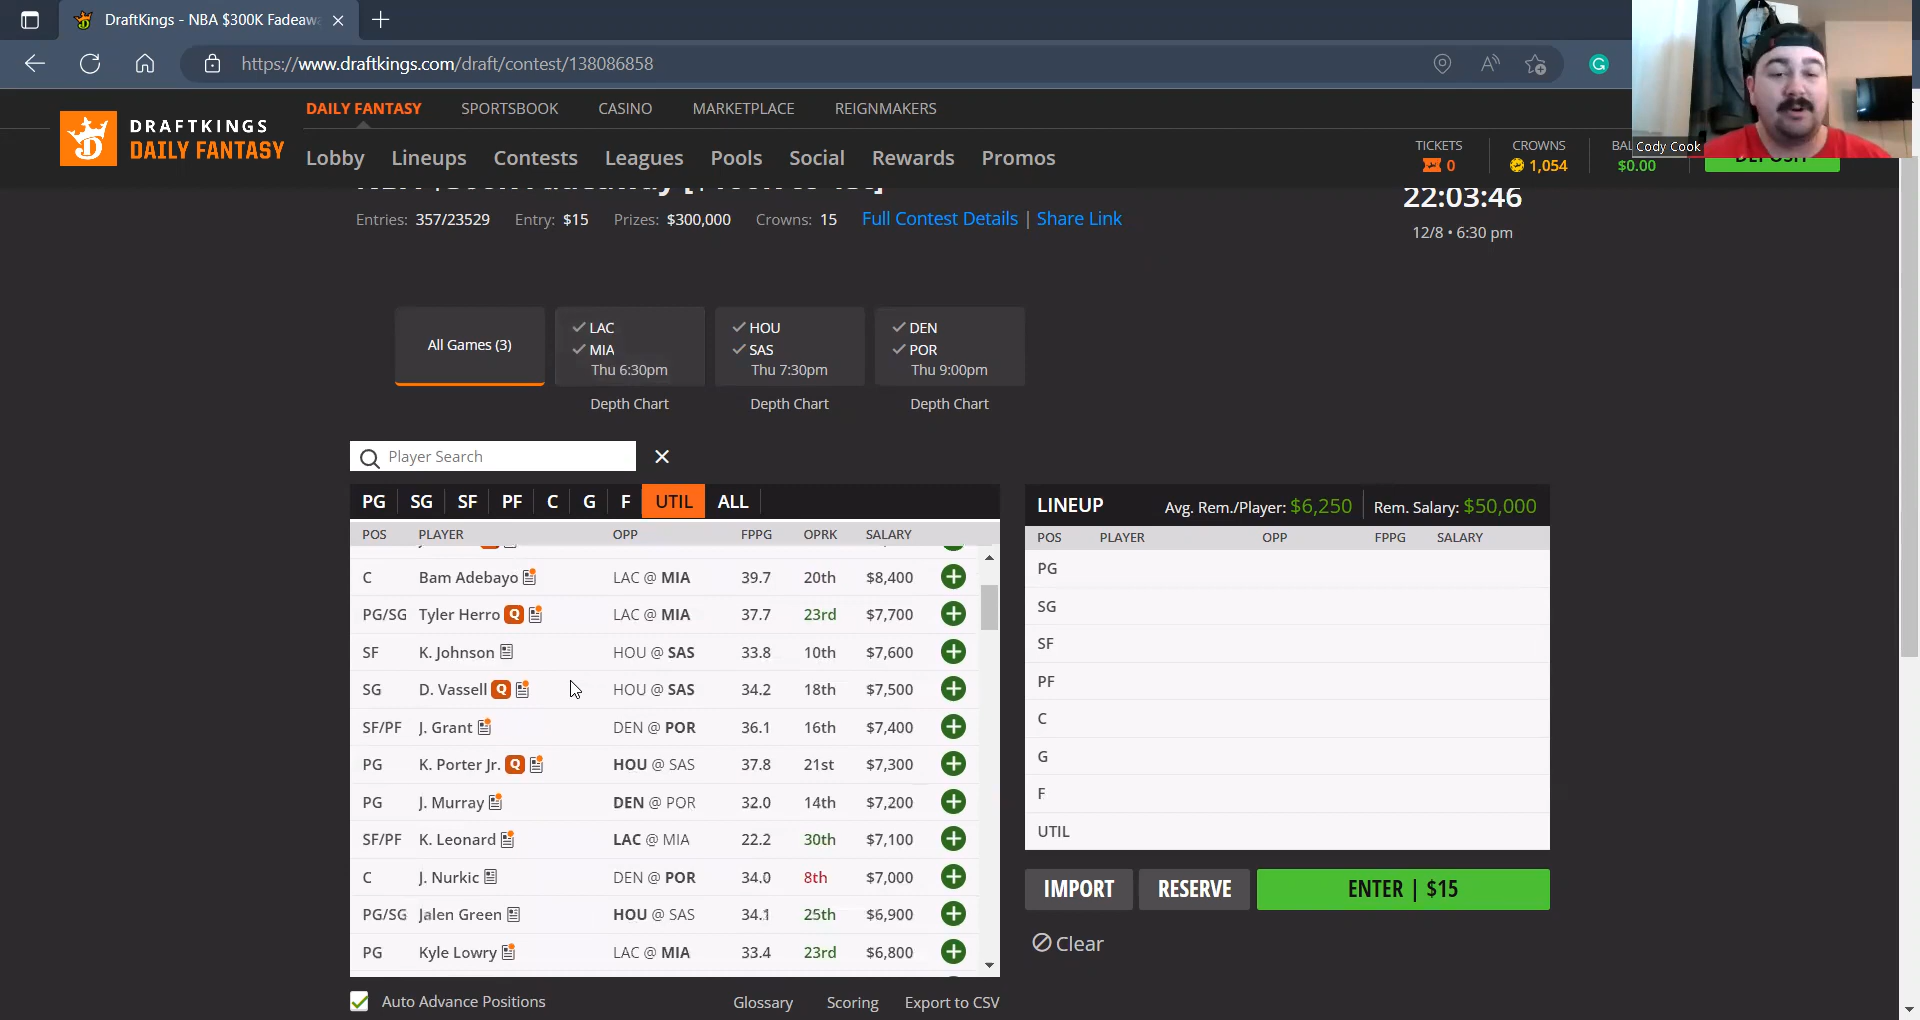 DraftKings - NBA $300K Fadeaw
https://www.draftkings.com/draft/contest/138086858
DRAFTKINGS
DAILY FANTASY
DAILY FANTASY SPORTSBOOK CASINO MARKETPLACE REIGNMAKERS
Lobby Lineups Contests Leagues Pools Social Rewards Promos
TICKETS 0
CROWNS 1,054
$0.00
Cody Cook
Entries: 357/23529 Entry: $15 Prizes: $300,000 Crowns: 15 Full Contest Details | Share Link
22:03:46
12/8 • 6:30 pm
All Games (3)
LAC
MIA
Thu 6:30pm
Depth Chart
HOU
SAS
Thu 7:30pm
Depth Chart
DEN
POR
Thu 9:00pm
Depth Chart
Player Search
PG SG SF PF C G F UTIL ALL
POS PLAYER OPP FPPG OPRK SALARY
C Bam Adebayo LAC @ MIA 39.7 20th $8,400
PG/SG Tyler Herro Q LAC @ MIA 37.7 23rd $7,700
SF K. Johnson HOU @ SAS 33.8 10th $7,600
SG D. Vassell Q HOU @ SAS 34.2 18th $7,500
SF/PF J. Grant DEN @ POR 36.1 16th $7,400
PG K. Porter Jr. Q HOU @ SAS 37.8 21st $7,300
PG J. Murray DEN @ POR 32.0 14th $7,200
SF/PF K. Leonard LAC @ MIA 22.2 30th $7,100
C J. Nurkic DEN @ POR 34.0 8th $7,000
PG/SG Jalen Green HOU @ SAS 34.1 25th $6,900
PG Kyle Lowry LAC @ MIA 33.4 23rd $6,800
Auto Advance Positions Glossary Scoring Export to CSV
LINEUP Avg. Rem./Player: $6,250 Rem. Salary: $50,000
POS PLAYER OPP FPPG SALARY
PG
SG
SF
PF
C
G
F
UTIL
IMPORT RESERVE ENTER | $15
Clear